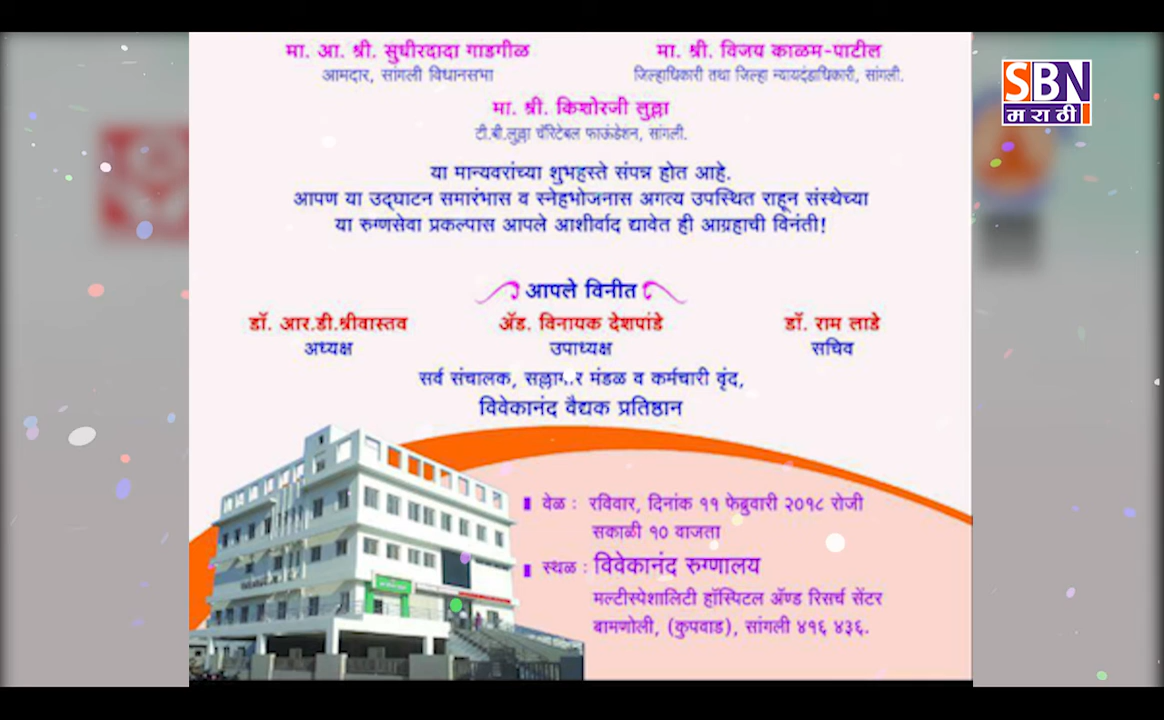 मा. आ. श्री. सुधीरदादा गाडगीळ
आमदार, सांगली विधानसभा
मा. श्री. विजय काळम-पाटील
जिल्हाधिकारी तथा जिल्हा न्यायदंडाधिकारी, सांगली.
SBN
मराठी
मा. श्री. किशोरजी लुल्ला
टी.बी.लुल्ला चॅरिटेबल फाऊंडेशन, सांगली.
या मान्यवरांच्या शुभहस्ते संपन्न होत आहे.
आपण या उद्‌घाटन समारंभास व स्नेहभोजनास अगत्य उपस्थित राहून संस्थेच्या
या रुग्णसेवा प्रकल्पास आपले आशीर्वाद द्यावेत ही आग्रहाची विनंती!
आपले विनीत
डॉ. आर.डी.श्रीवास्तव
अध्यक्ष
ॲड. विनायक देशपांडे
उपाध्यक्ष
डॉ. राम लाडे
सचिव
सर्व संचालक, मंडळ व कर्मचारी वृंद,
विवेकानंद वैद्यक प्रतिष्ठान
वेळ : रविवार, दिनांक ११ फेब्रुवारी २०१८ रोजी
सकाळी १० वाजता
स्थळ : विवेकानंद रुग्णालय
मल्टीस्पेशालिटी हॉस्पिटल ॲण्ड रिसर्च सेंटर
बामणोली, (कुपवाड), सांगली ४१६ ४३६.